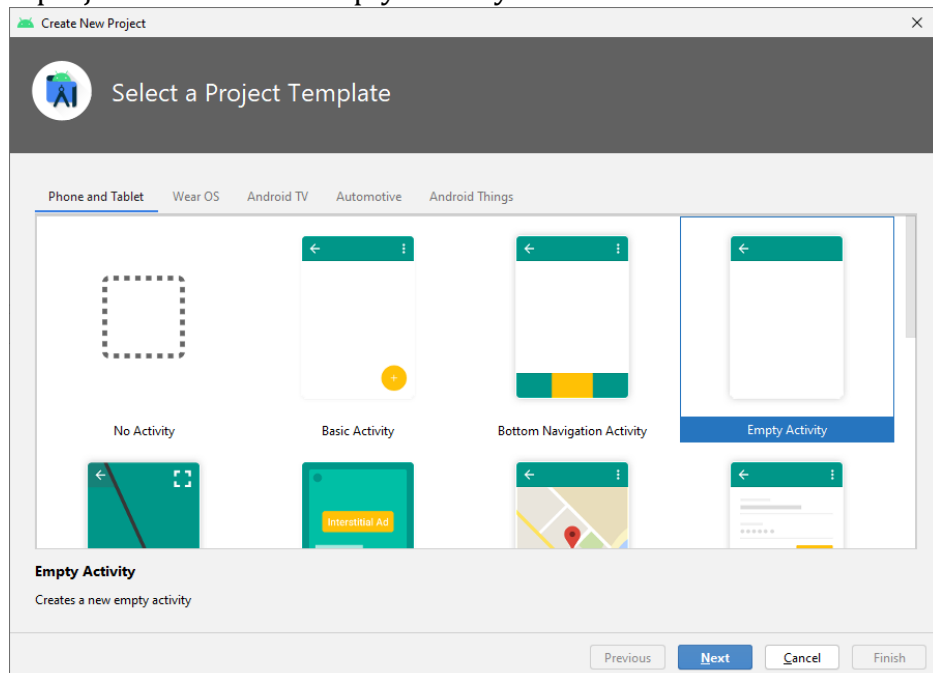 Create New Project
Select a Project Template
Phone and Tablet Wear OS Android TV Automotive Android Things
No Activity Basic Activity Bottom Navigation Activity Empty Activity
Interstitial Ad
Empty Activity
Creates a new empty activity
Previous Next Cancel Finish